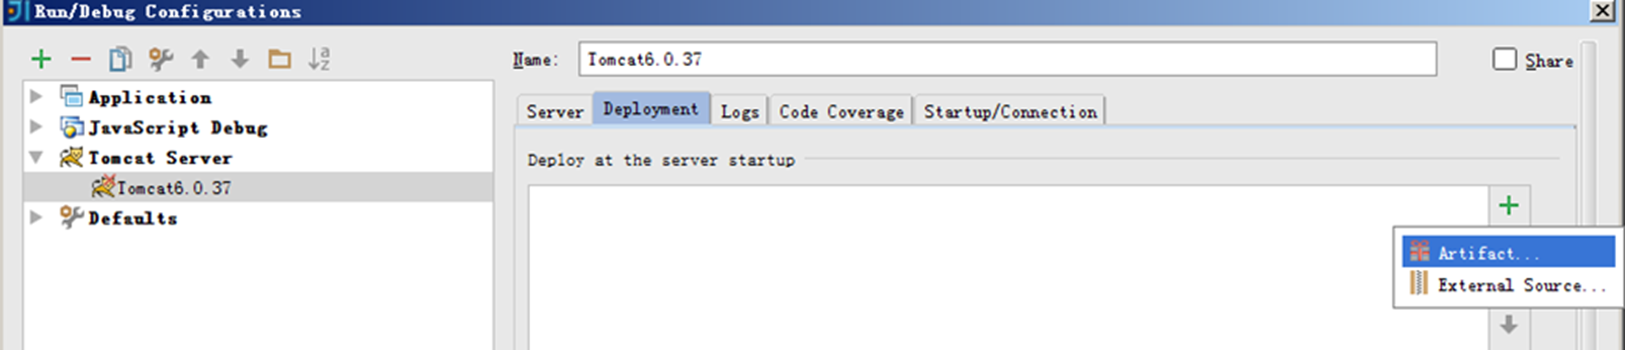 Run/Debug Configurations
Name: Tomcat6.0.37 Share
Application
JavaScript Debug
Tomcat Server
Tomcat6.0.37
Defaults
Server Deployment Logs Code Coverage Startup/Connection
Deploy at the server startup
Artifact...
External Source...